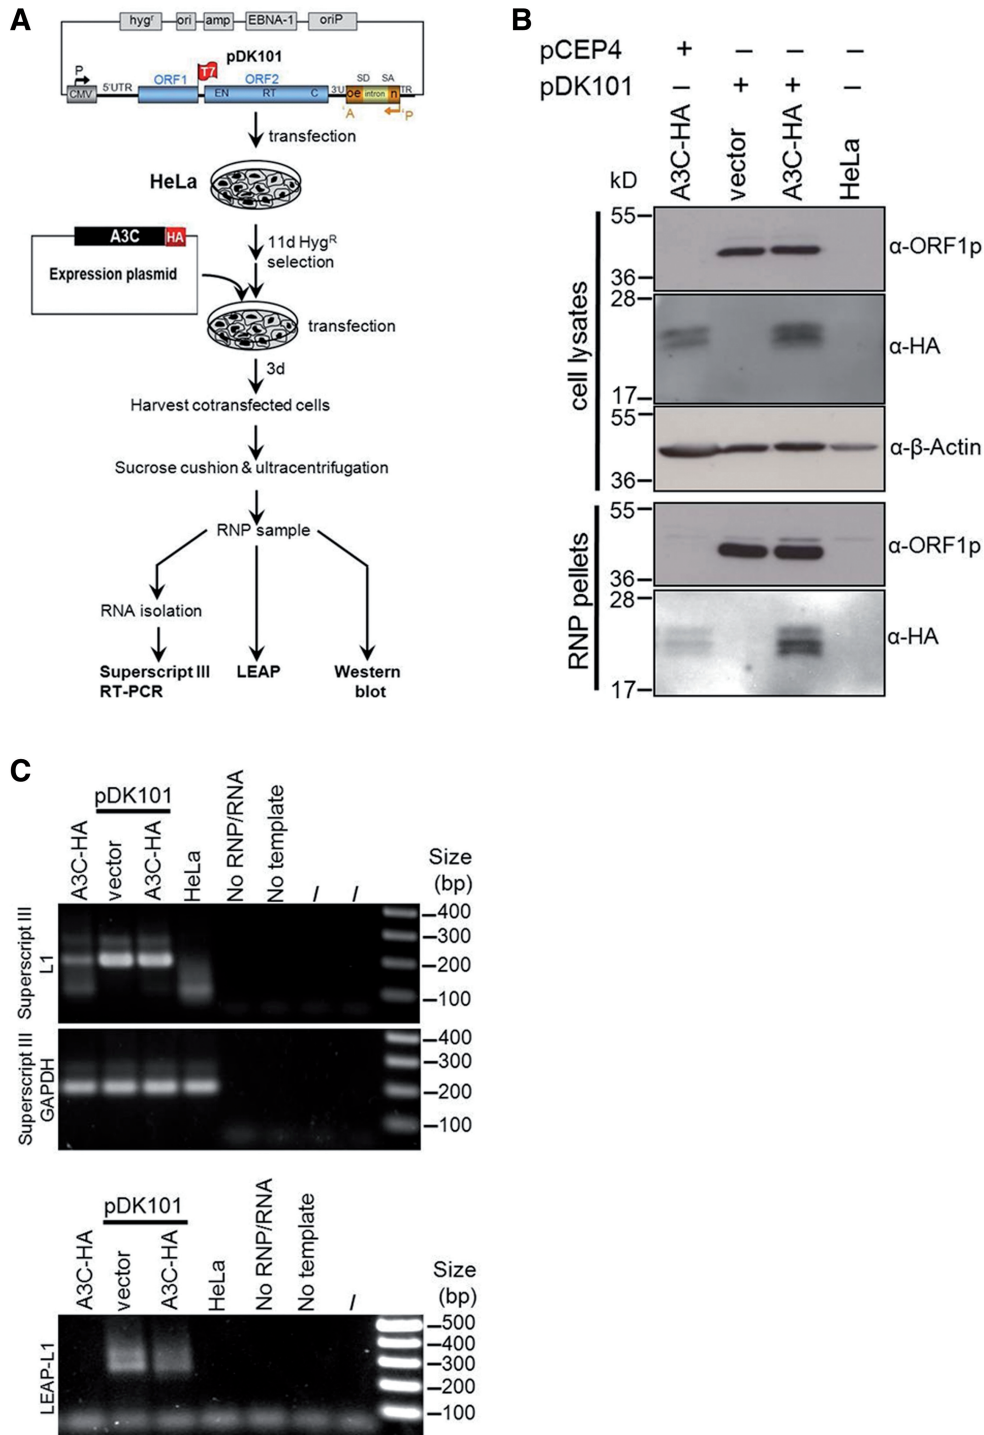 A
hygr ori amp EBNA-1 oriP
pDK101
P T7 SD SA
5'UTR ORF1 ORF2
CMV EN RT C 3'U oe intron n TR
'A 'P
transfection
HeLa
11d HygR
selection
A3C HA
Expression plasmid
transfection
3d
Harvest cotransfected cells
Sucrose cushion & ultracentrifugation
RNP sample
RNA isolation
Superscript III
RT-PCR
LEAP
Western
blot
B
pCEP4 + – – –
pDK101 – + + –
kD A3C-HA vector A3C-HA HeLa
cell lysates
55
36
α-ORF1p
28
17
α-HA
55
36
α-β-Actin
RNP pellets
55
36
α-ORF1p
28
17
α-HA
C
pDK101
A3C-HA vector A3C-HA HeLa No RNP/RNA No template / /
Size
(bp)
Superscript III
L1
400
300
200
100
Superscript III
GAPDH
400
300
200
100
pDK101
A3C-HA vector A3C-HA HeLa No RNP/RNA No template /
Size
(bp)
LEAP-L1
500
400
300
200
100